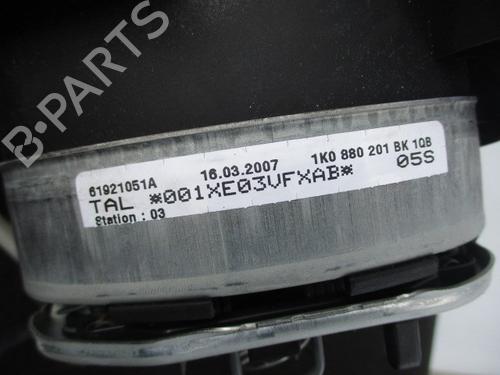 B-PARTS
61921051A 16.03.2007 1K0 880 201 BK 1QB
TAL *001XE03VFXAB* 05S
Station : 03